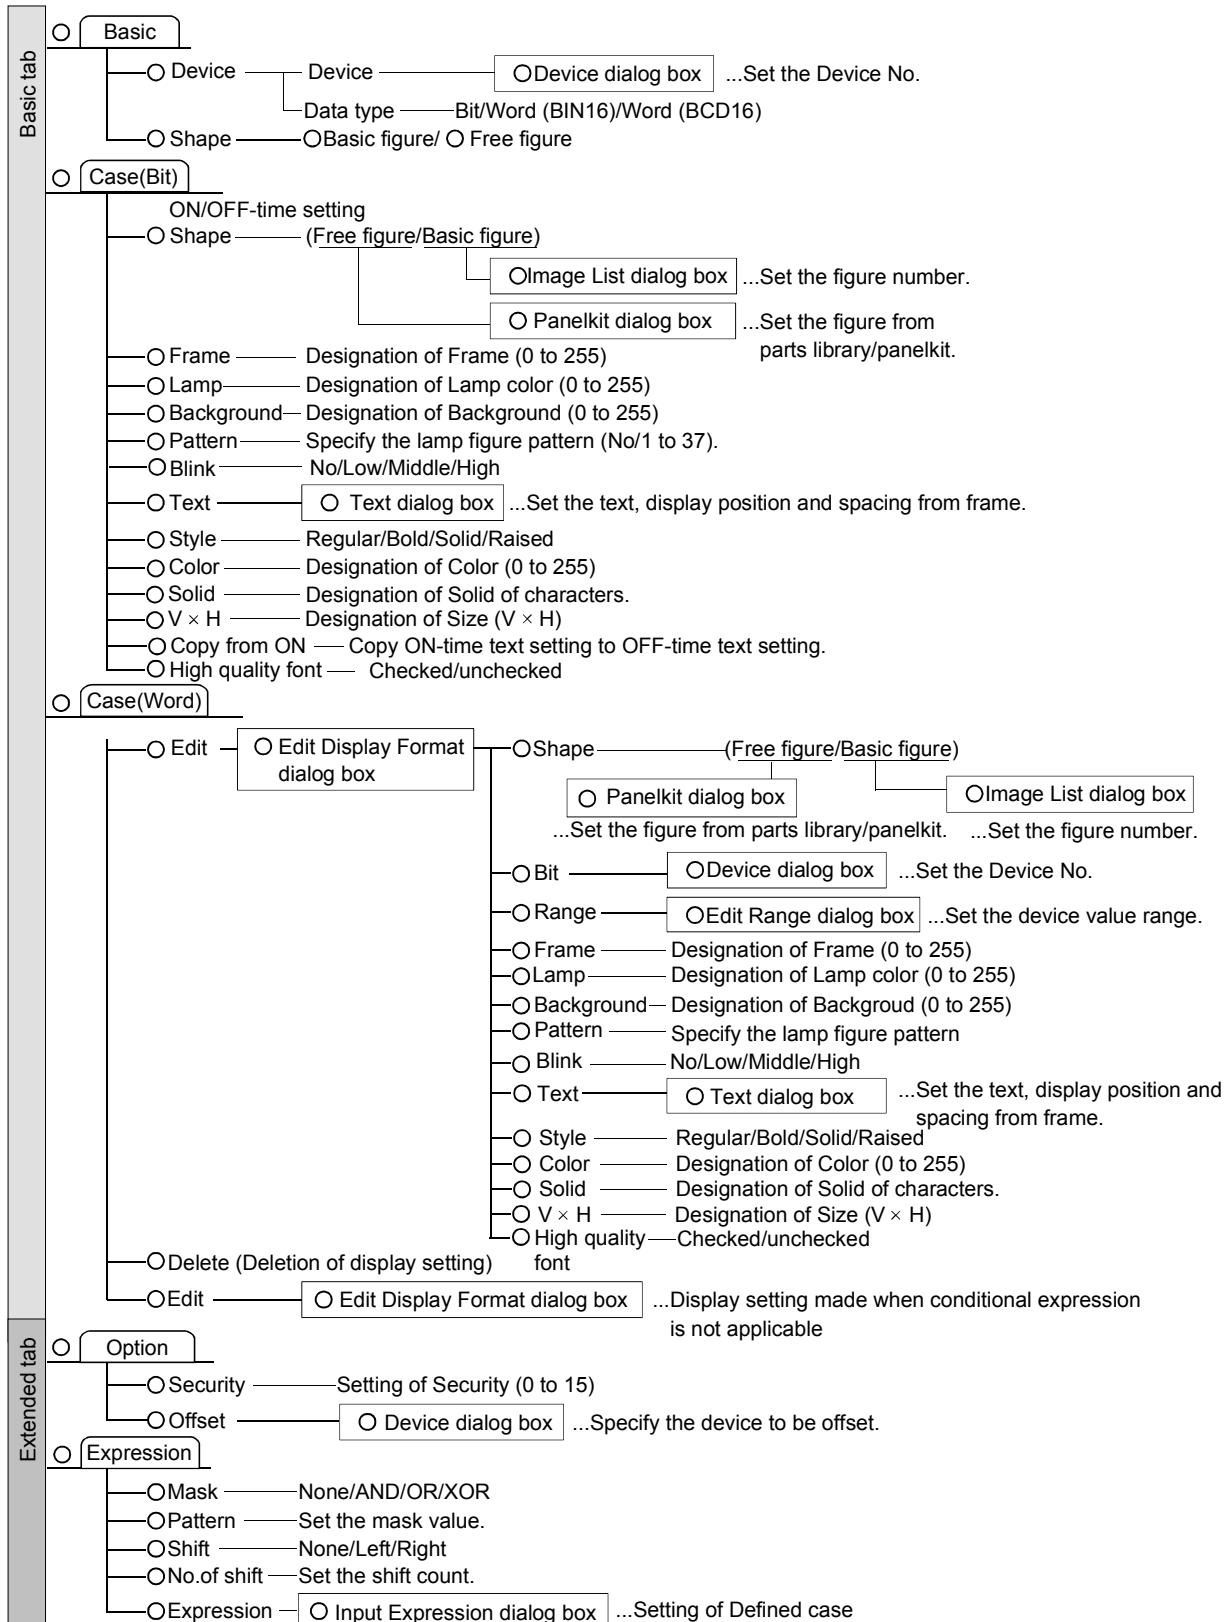 Basic tab
Basic
Device Device Device dialog box ...Set the Device No.
Data type Bit/Word (BIN16)/Word (BCD16)
Shape Basic figure/ Free figure
Case(Bit)
ON/OFF-time setting
Shape (Free figure/Basic figure)
Image List dialog box ...Set the figure number.
Panelkit dialog box ...Set the figure from
parts library/panelkit.
Frame Designation of Frame (0 to 255)
Lamp Designation of Lamp color (0 to 255)
Background Designation of Background (0 to 255)
Pattern Specify the lamp figure pattern (No/1 to 37).
Blink No/Low/Middle/High
Text Text dialog box ...Set the text, display position and spacing from frame.
Style Regular/Bold/Solid/Raised
Color Designation of Color (0 to 255)
Solid Designation of Solid of characters.
V × H Designation of Size (V × H)
Copy from ON Copy ON-time text setting to OFF-time text setting.
High quality font Checked/unchecked
Case(Word)
Edit Edit Display Format
dialog box
Shape (Free figure/Basic figure)
Panelkit dialog box Image List dialog box
...Set the figure from parts library/panelkit. ...Set the figure number.
Bit Device dialog box ...Set the Device No.
Range Edit Range dialog box ...Set the device value range.
Frame Designation of Frame (0 to 255)
Lamp Designation of Lamp color (0 to 255)
Background Designation of Backgroud (0 to 255)
Pattern Specify the lamp figure pattern
Blink No/Low/Middle/High
Text Text dialog box ...Set the text, display position and
spacing from frame.
Style Regular/Bold/Solid/Raised
Color Designation of Color (0 to 255)
Solid Designation of Solid of characters.
V × H Designation of Size (V × H)
High quality Checked/unchecked
font
Delete (Deletion of display setting)
Edit Edit Display Format dialog box ...Display setting made when conditional expression
is not applicable
Extended tab
Option
Security Setting of Security (0 to 15)
Offset Device dialog box ...Specify the device to be offset.
Expression
Mask None/AND/OR/XOR
Pattern Set the mask value.
Shift None/Left/Right
No.of shift Set the shift count.
Expression Input Expression dialog box ...Setting of Defined case